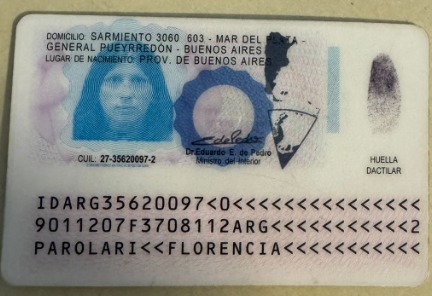 DOMICILIO: SARMIENTO 3060 603 - MAR DEL PLATA -
GENERAL PUEYRREDÓN - BUENOS AIRES
LUGAR DE NACIMIENTO: PROV. DE BUENOS AIRES
CUIL: 27-35620097-2
Dr. Eduardo E. de Pedro
Ministro del Interior
HUELLA
DACTILAR
IDARG35620097<0<<<<<<<<<<<<<<<
9011207F3708112ARG<<<<<<<<<<<2
PAROLARI<<FLORENCIA<<<<<<<<<<<